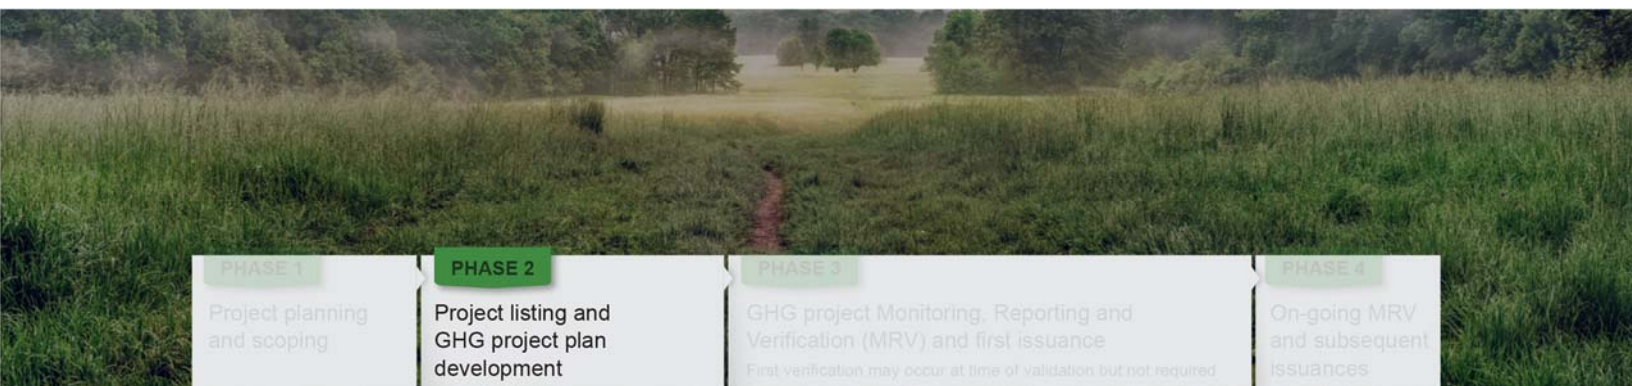 PHASE 1
Project planning
and scoping
PHASE 2
Project listing and
GHG project plan
development
PHASE 3
GHG project Monitoring, Reporting and
Verification (MRV) and first issuance
First verification may occur at time of validation but not required
PHASE 4
On-going MRV
and subsequent
issuances